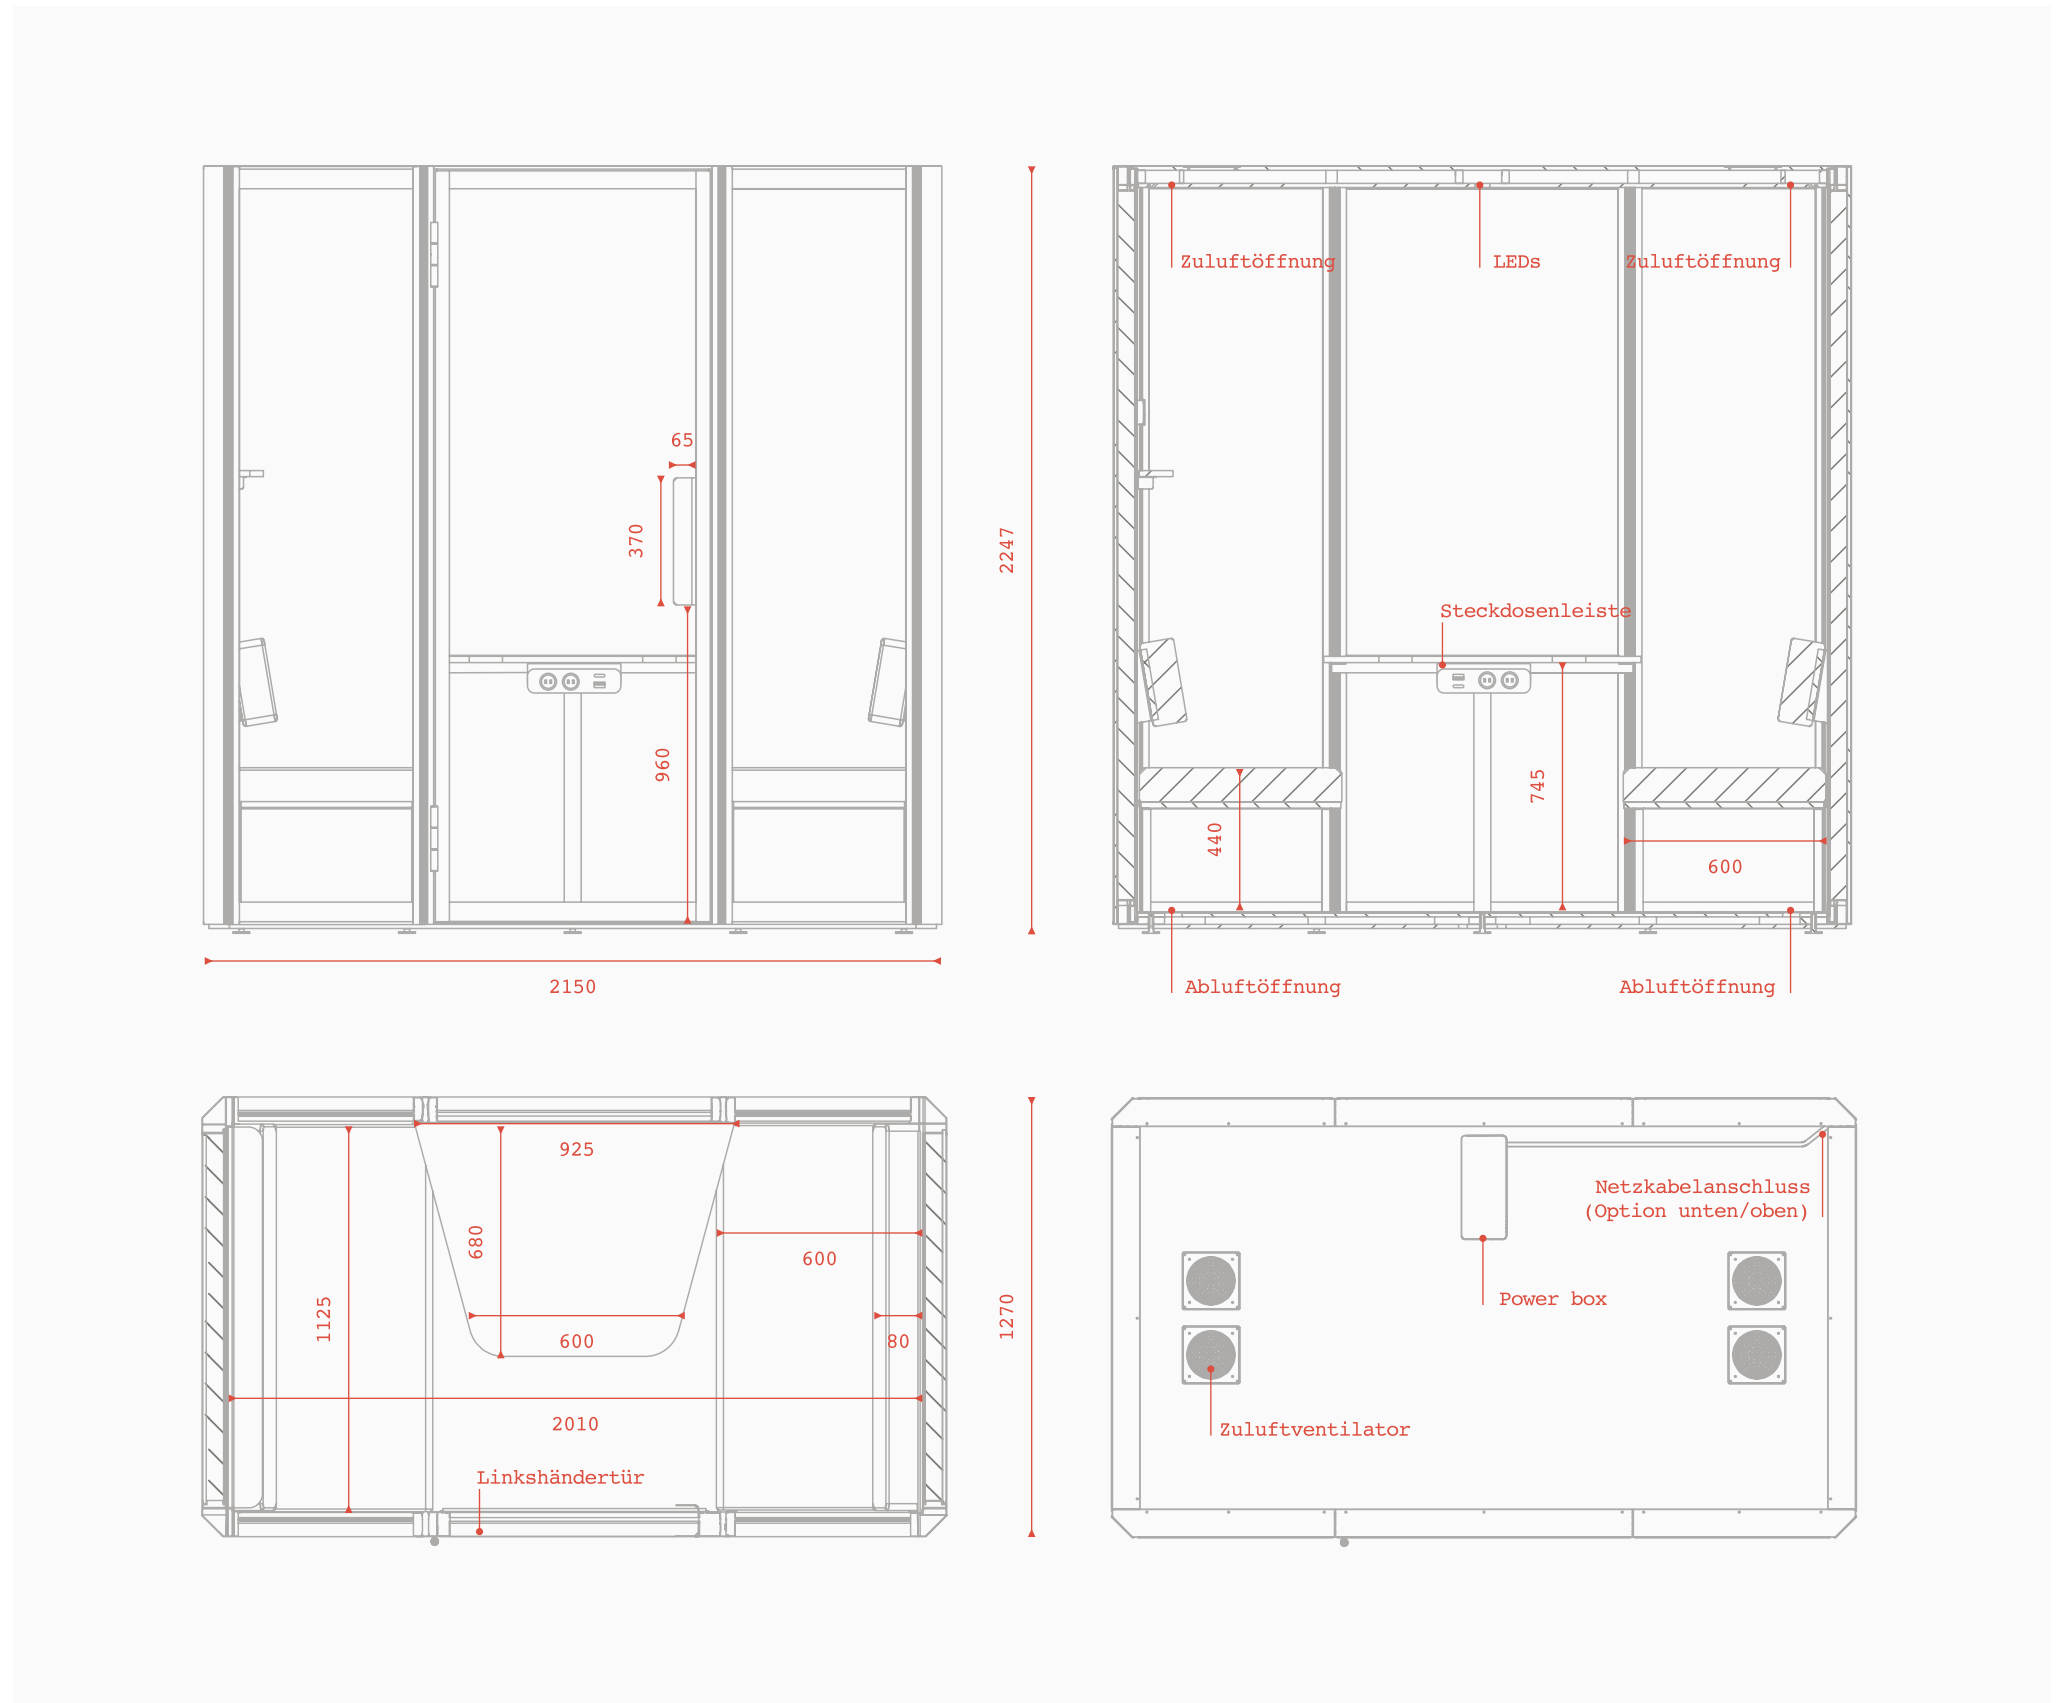 Zuluftöffnung
LEDs
Zuluftöffnung
65
370
2247
Steckdosenleiste
960
745
440
600
2150
Abluftöffnung
Abluftöffnung
925
680
600
1125
600
80
2010
Linkshändertür
1270
Netzkabelanschluss
(Option unten/oben)
Power box
Zuluftventilator